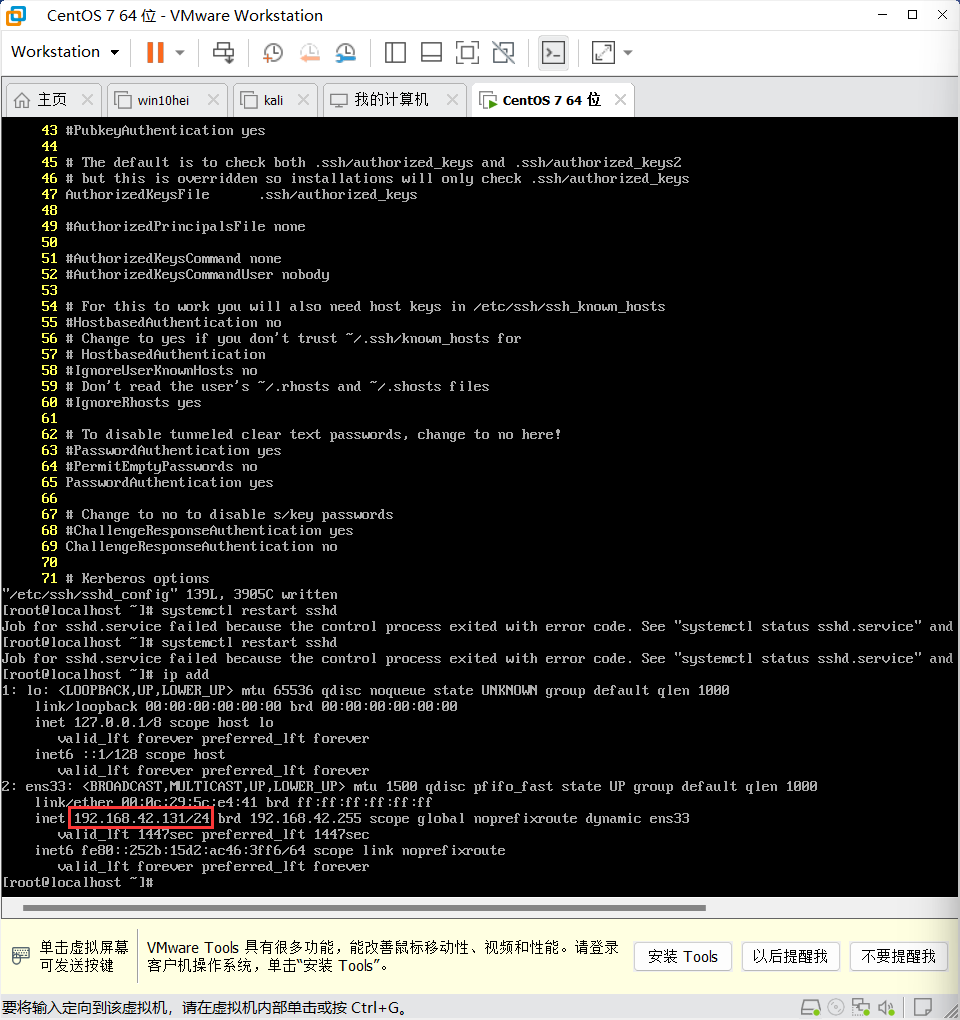 CentOS 7 64 位 - VMware Workstation
Workstation
主页
win10hei
kali
我的计算机
CentOS 7 64 位
43 #PubkeyAuthentication yes
44
45 # The default is to check both .ssh/authorized_keys and .ssh/authorized_keys2
46 # but this is overridden so installations will only check .ssh/authorized_keys
47 AuthorizedKeysFile      .ssh/authorized_keys
48
49 #AuthorizedPrincipalsFile none
50
51 #AuthorizedKeysCommand none
52 #AuthorizedKeysCommandUser nobody
53
54 # For this to work you will also need host keys in /etc/ssh/ssh_known_hosts
55 #HostbasedAuthentication no
56 # Change to yes if you don't trust ~/.ssh/known_hosts for
57 # HostbasedAuthentication
58 #IgnoreUserKnownHosts no
59 # Don't read the user's ~/.rhosts and ~/.shosts files
60 #IgnoreRhosts yes
61
62 # To disable tunneled clear text passwords, change to no here!
63 #PasswordAuthentication yes
64 #PermitEmptyPasswords no
65 PasswordAuthentication yes
66
67 # Change to no to disable s/key passwords
68 #ChallengeResponseAuthentication yes
69 ChallengeResponseAuthentication no
70
71 # Kerberos options
"/etc/ssh/sshd_config" 139L, 3905C written
[root@localhost ~]# systemctl restart sshd
Job for sshd.service failed because the control process exited with error code. See "systemctl status sshd.service" and
[root@localhost ~]# systemctl restart sshd
Job for sshd.service failed because the control process exited with error code. See "systemctl status sshd.service" and
[root@localhost ~]# ip add
1: lo: <LOOPBACK,UP,LOWER_UP> mtu 65536 qdisc noqueue state UNKNOWN group default qlen 1000
link/loopback 00:00:00:00:00:00 brd 00:00:00:00:00:00
inet 127.0.0.1/8 scope host lo
valid_lft forever preferred_lft forever
inet6 ::1/128 scope host
valid_lft forever preferred_lft forever
2: ens33: <BROADCAST,MULTICAST,UP,LOWER_UP> mtu 1500 qdisc pfifo_fast state UP group default qlen 1000
link/ether 00:0c:29:5c:e4:41 brd ff:ff:ff:ff:ff:ff
inet 192.168.42.131/24 brd 192.168.42.255 scope global noprefixroute dynamic ens33
valid_lft 1447sec preferred_lft 1447sec
inet6 fe80::252b:15d2:ac46:3ff6/64 scope link noprefixroute
valid_lft forever preferred_lft forever
[root@localhost ~]#
单击虚拟屏幕
可发送按键
VMware Tools 具有很多功能，能改善鼠标移动性、视频和性能。请登录
客户机操作系统，单击“安装 Tools”。
安装 Tools
以后提醒我
不要提醒我
要将输入定向到该虚拟机，请在虚拟机内部单击或按 Ctrl+G。